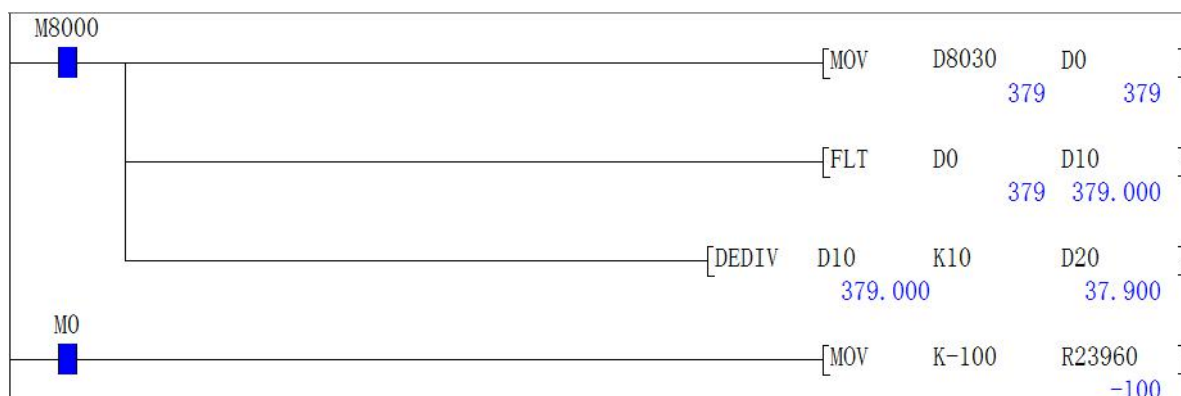 M8000
[MOV D8030 D0 ]
379 379
[FLT D0 D10 ]
379 379.000
[DEDIV D10 K10 D20 ]
379.000 37.900
M0
[MOV K-100 R23960 ]
-100